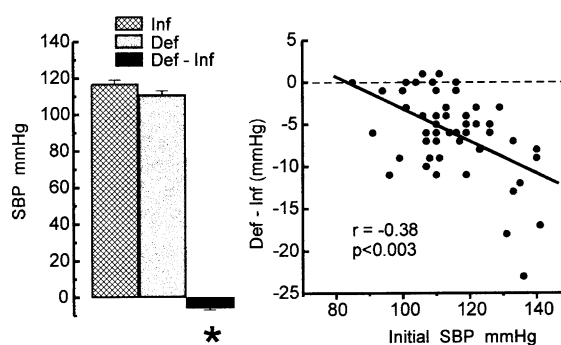 Inf
Def
Def - Inf
SBP mmHg
140
120
100
80
60
40
20
0
*
Def - Inf (mmHg)
5
0
-5
-10
-15
-20
-25
r = -0.38
p<0.003
80 100 120 140
Initial SBP mmHg